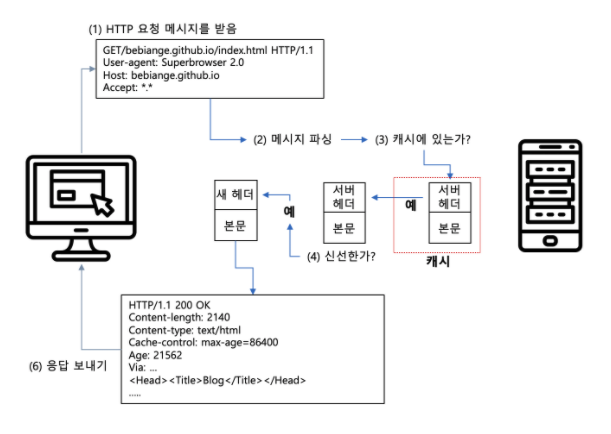 (1) HTTP 요청 메시지를 받음
GET/bebiange.github.io/index.html HTTP/1.1
User-agent: Superbrowser 2.0
Host: bebiange.github.io
Accept: *.*
(2) 메시지 파싱
(3) 캐시에 있는가?
새 헤더
본문
서버
헤더
본문
서버
헤더
본문
예
예
(4) 신선한가?
캐시
HTTP/1.1 200 OK
Content-length: 2140
Content-type: text/html
Cache-control: max-age=86400
Age: 21562
Via: ...
<Head><Title>Blog</Title></Head>
.....
(6) 응답 보내기